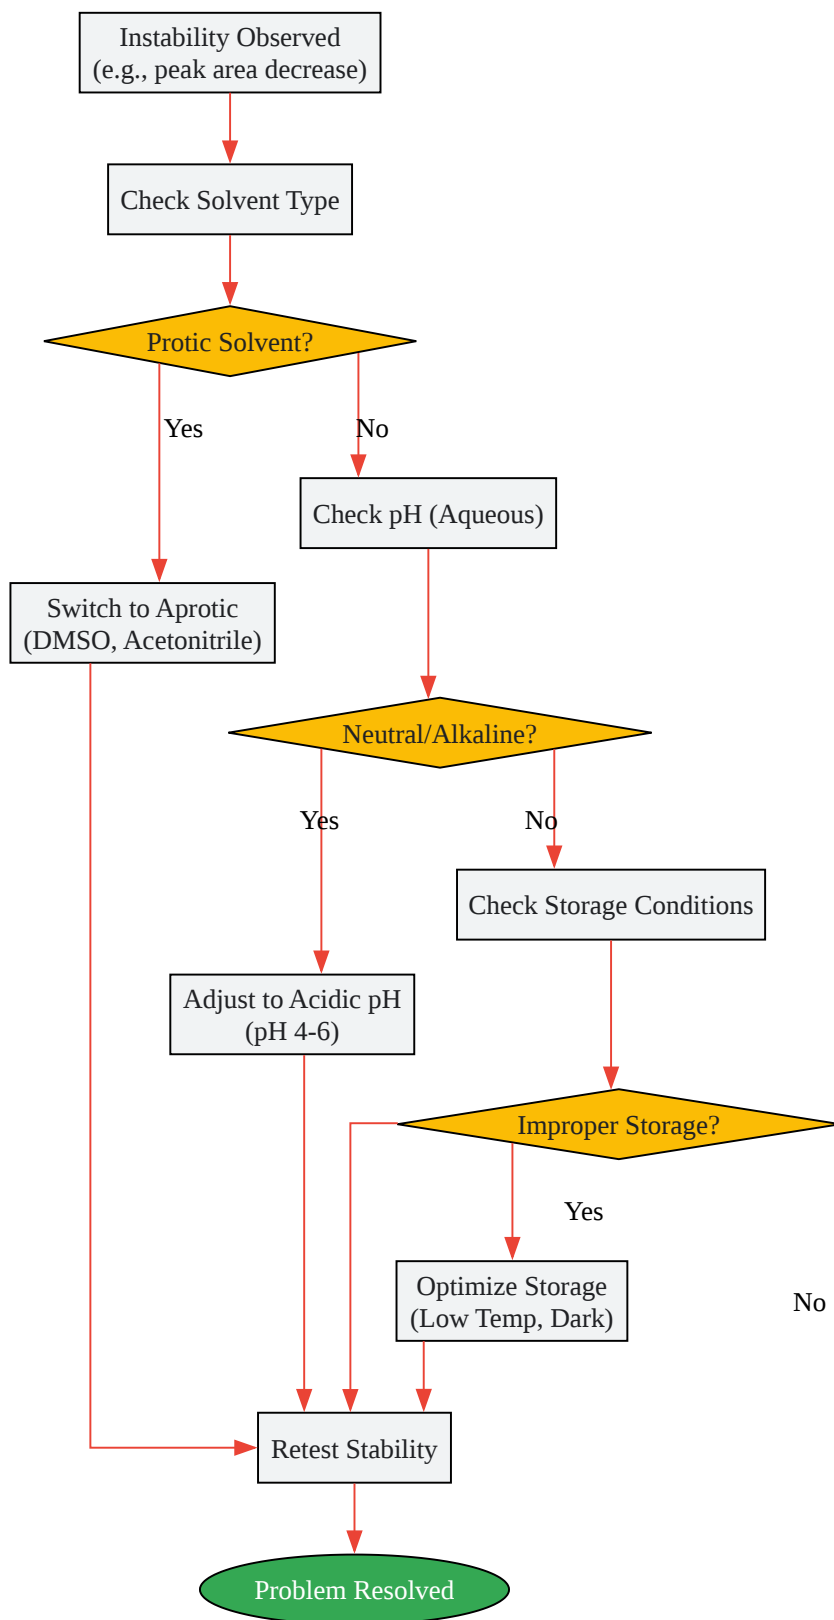 Instability Observed
(e.g., peak area decrease)
Check Solvent Type
Protic Solvent?
Yes
No
Check pH (Aqueous)
Switch to Aprotic
(DMSO, Acetonitrile)
Neutral/Alkaline?
Yes
No
Check Storage Conditions
Adjust to Acidic pH
(pH 4-6)
Improper Storage?
Yes
Optimize Storage
(Low Temp, Dark)
No
Retest Stability
Problem Resolved